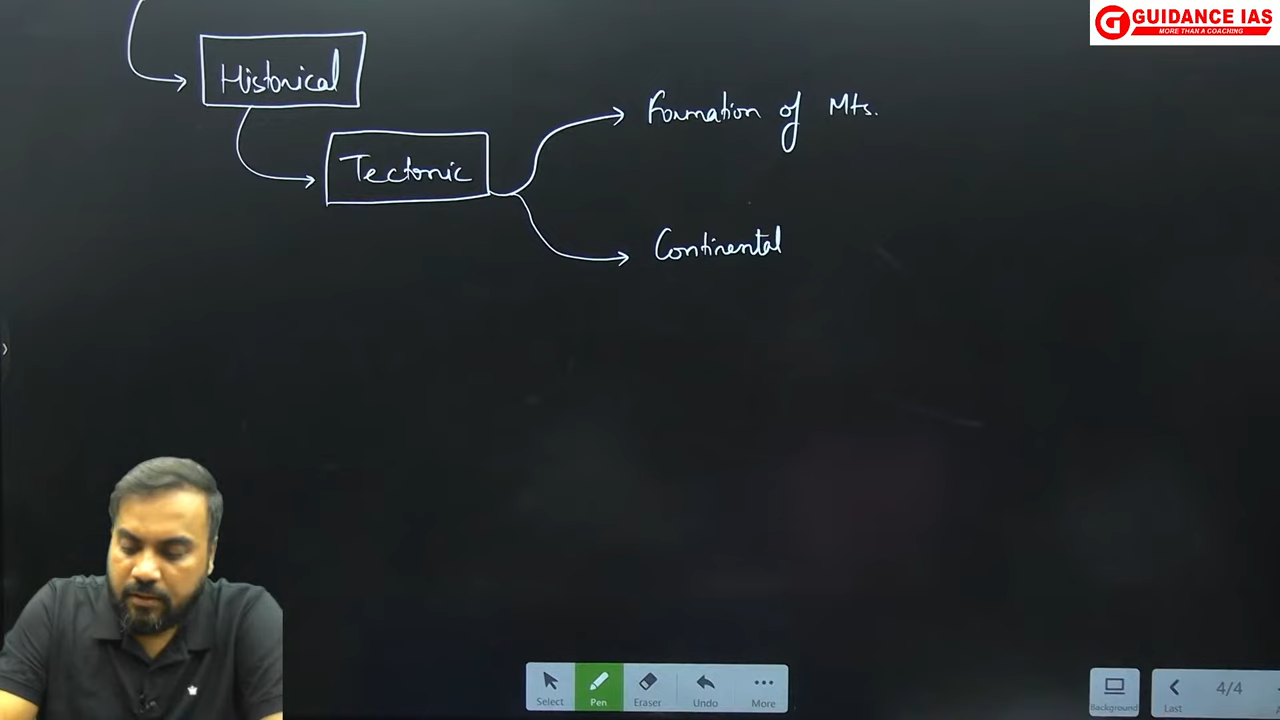 GUIDANCE IAS
MORE THAN A COACHING
Historical
Formation of Mts.
Tectonic
Continental
Select
Pen
Eraser
Undo
More
Background
Last
4/4